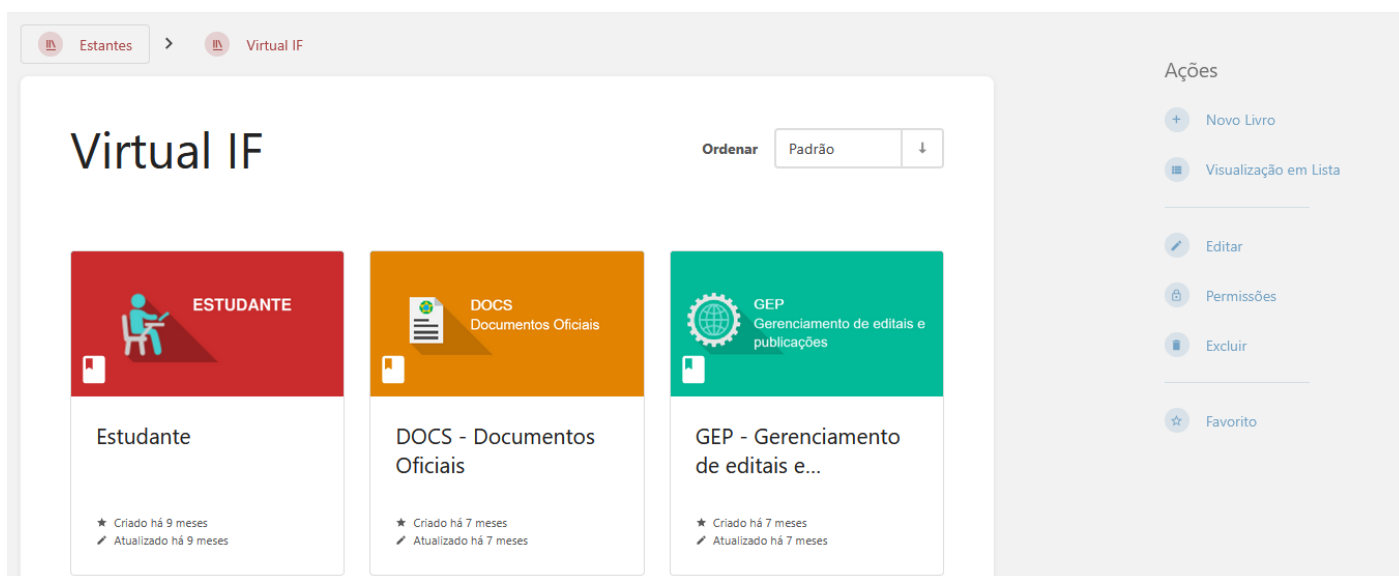 Estantes
Virtual IF
Ações
Novo Livro
Visualização em Lista
Editar
Permissões
Excluir
Favorito
Virtual IF
Ordenar
Padrão
ESTUDANTE
Estudante
Criado há 9 meses
Atualizado há 9 meses
DOCS
Documentos Oficiais
DOCS - Documentos
Oficiais
Criado há 7 meses
Atualizado há 7 meses
GEP
Gerenciamento de editais e
publicações
GEP - Gerenciamento
de editais e...
Criado há 7 meses
Atualizado há 7 meses